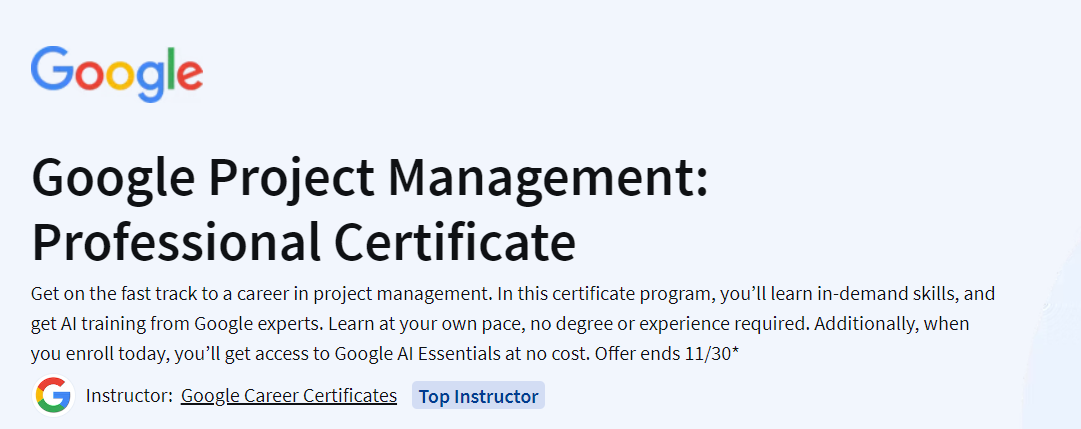 Google
Google Project Management:
Professional Certificate
Get on the fast track to a career in project management. In this certificate program, you’ll learn in-demand skills, and
get AI training from Google experts. Learn at your own pace, no degree or experience required. Additionally, when
you enroll today, you’ll get access to Google AI Essentials at no cost. Offer ends 11/30*
G Instructor: Google Career Certificates Top Instructor